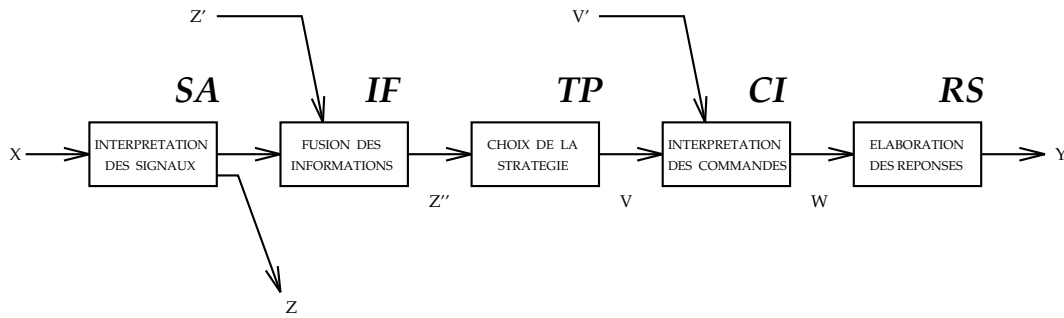 Z' V'
SA IF TP CI RS
X
INTERPRETATION
DES SIGNAUX
FUSION DES
INFORMATIONS
CHOIX DE LA
STRATEGIE
INTERPRETATION
DES COMMANDES
ELABORATION
DES REPONSES
Y
Z'' V W
Z